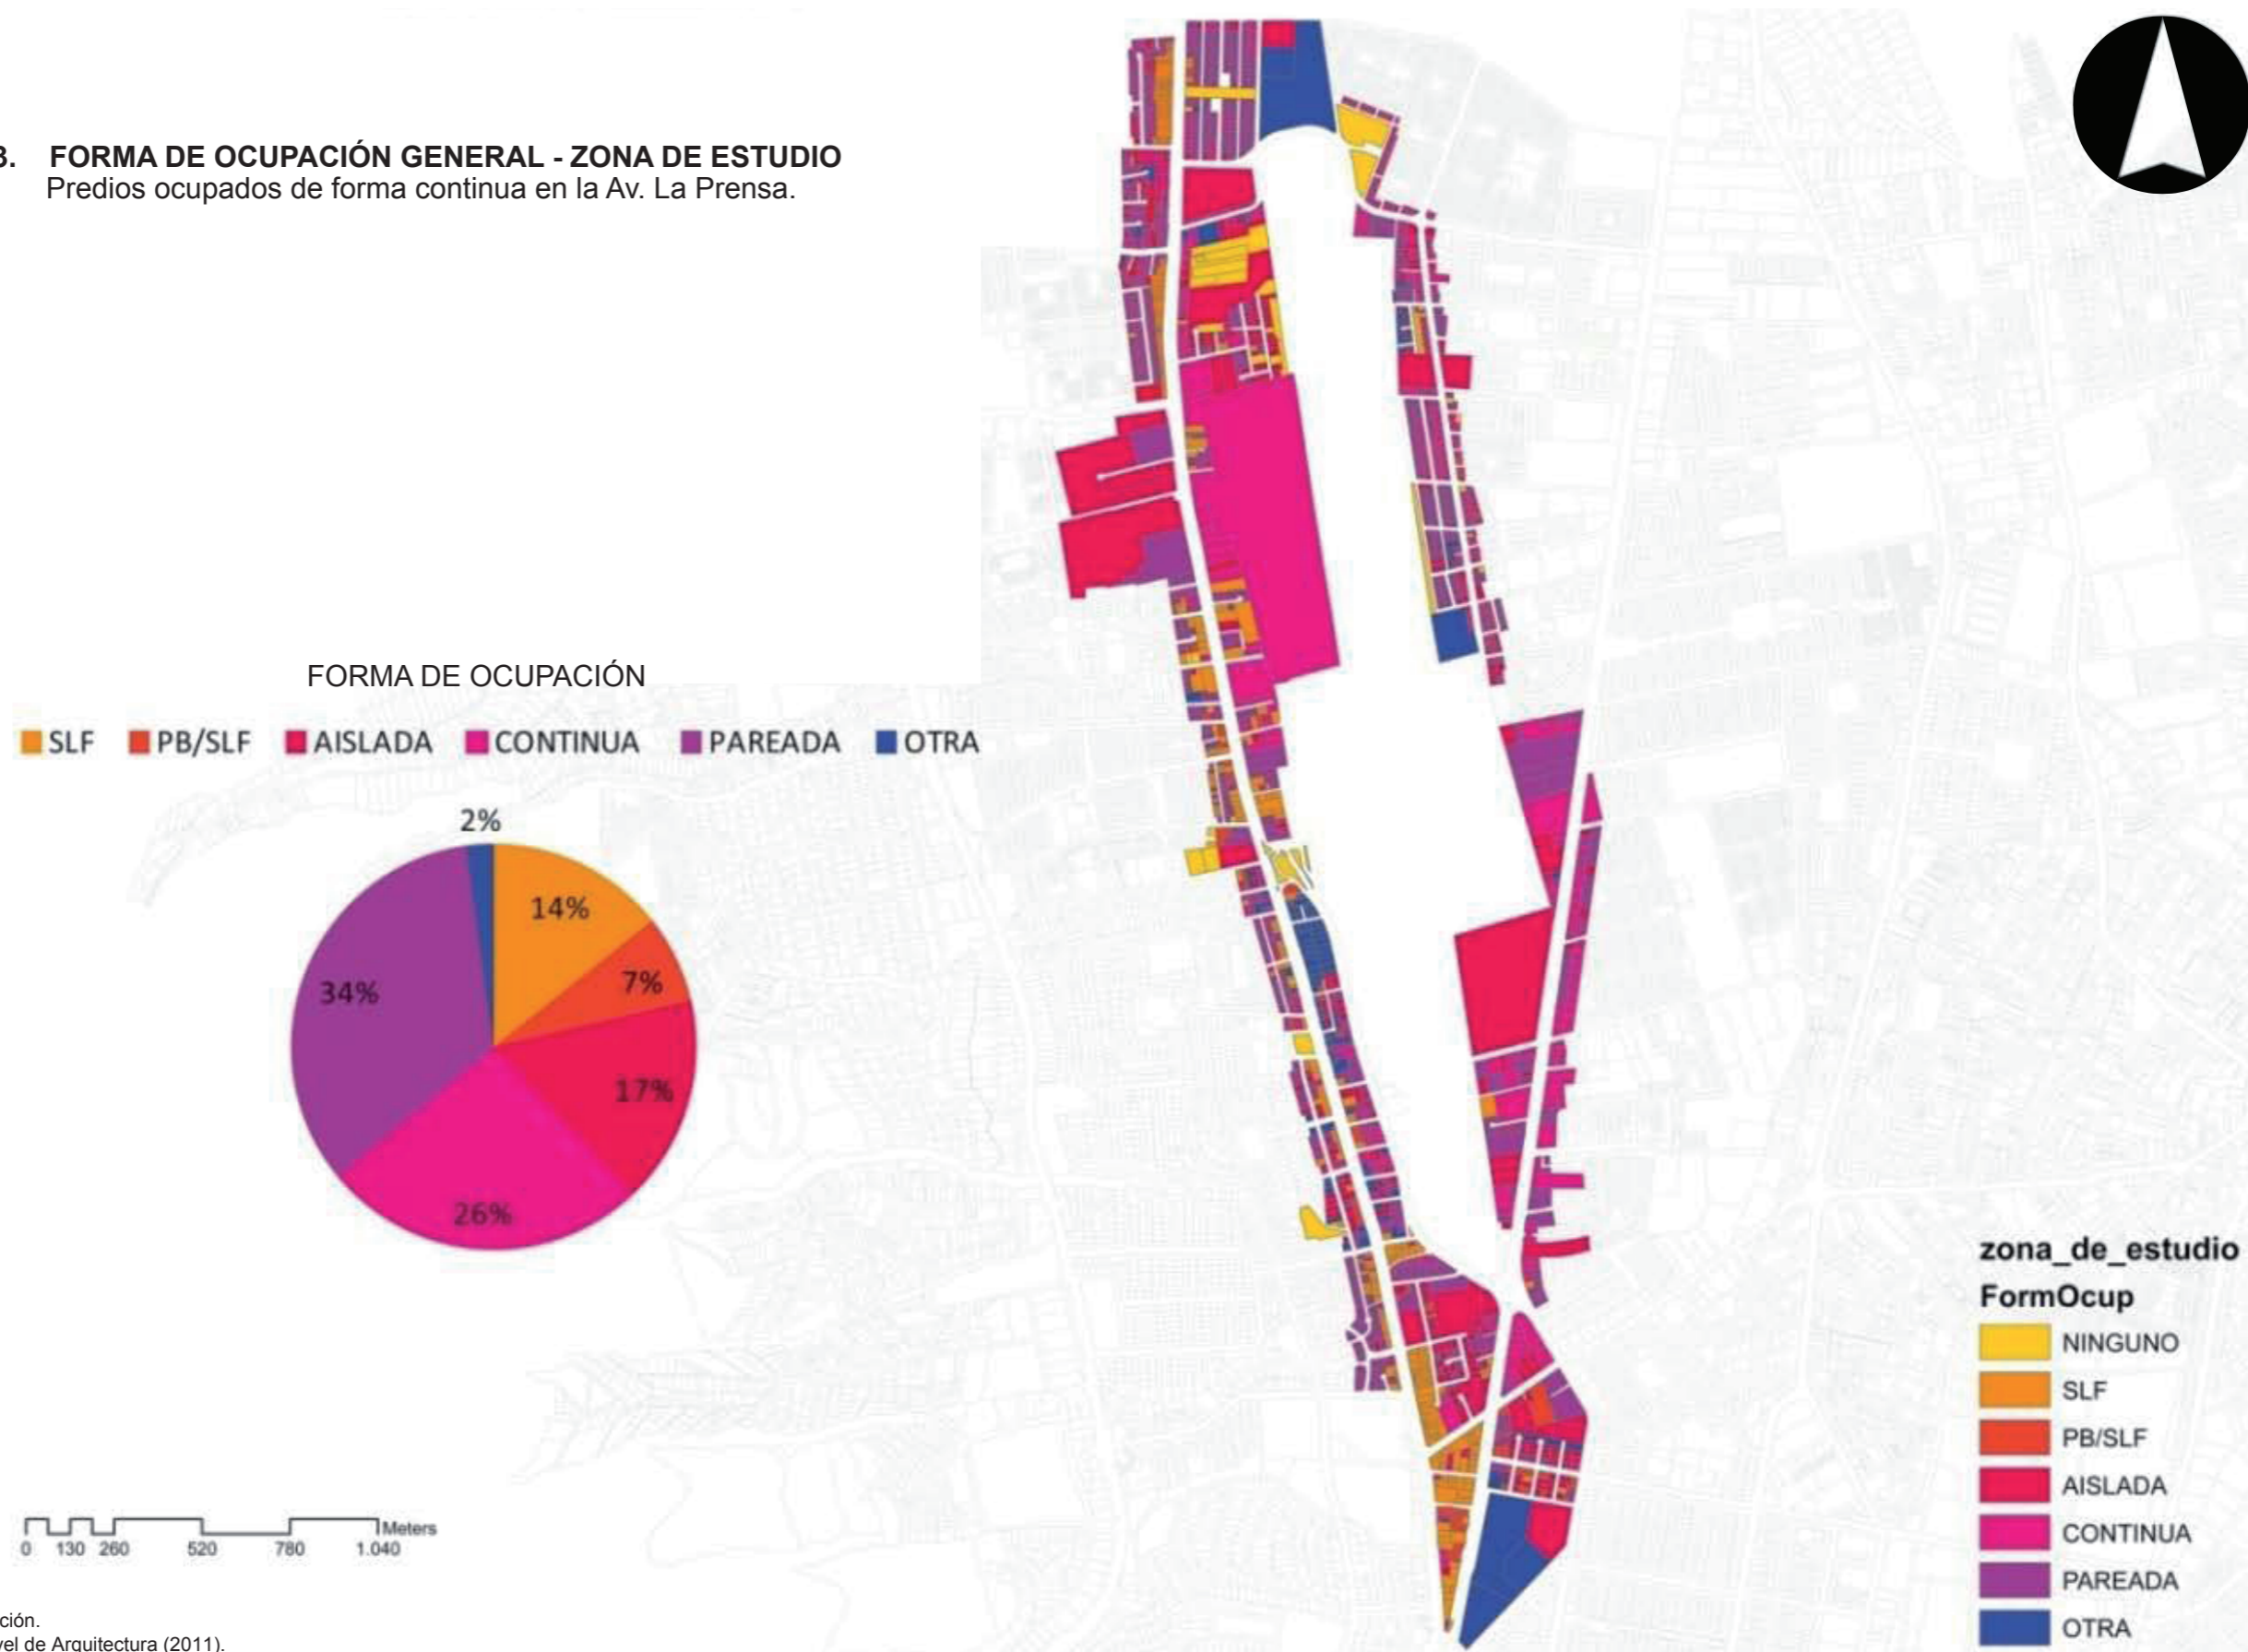 3. FORMA DE OCUPACIÓN GENERAL - ZONA DE ESTUDIO
Predios ocupados de forma continua en la Av. La Prensa.
FORMA DE OCUPACIÓN
SLF PB/SLF AISLADA CONTINUA PAREADA OTRA
2%
14%
7%
34%
17%
26%
zona_de_estudio
FormOcup
NINGUNO
SLF
PB/SLF
AISLADA
CONTINUA
PAREADA
OTRA
Meters
0 130 260 520 780 1.040
ción.
vel de Arquitectura (2011).